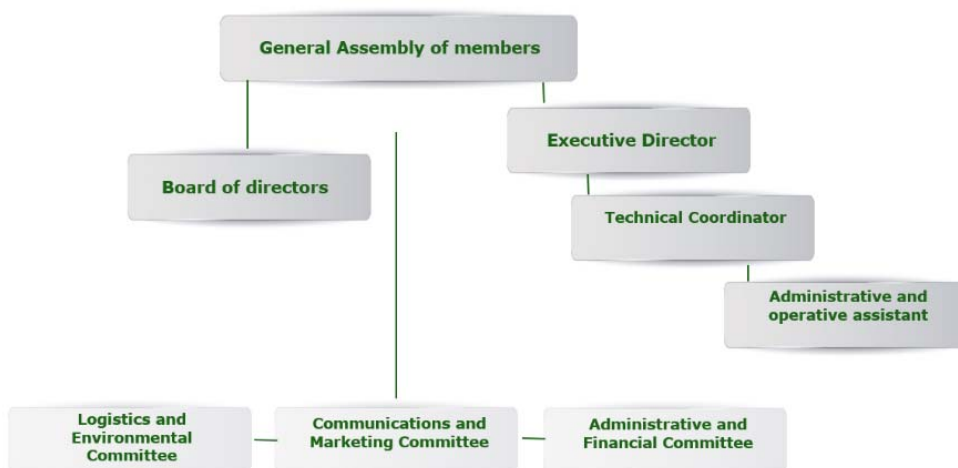 General Assembly of members
Executive Director
Board of directors
Technical Coordinator
Administrative and
operative assistant
Logistics and
Environmental
Committee
Communications and
Marketing Committee
Administrative and
Financial Committee